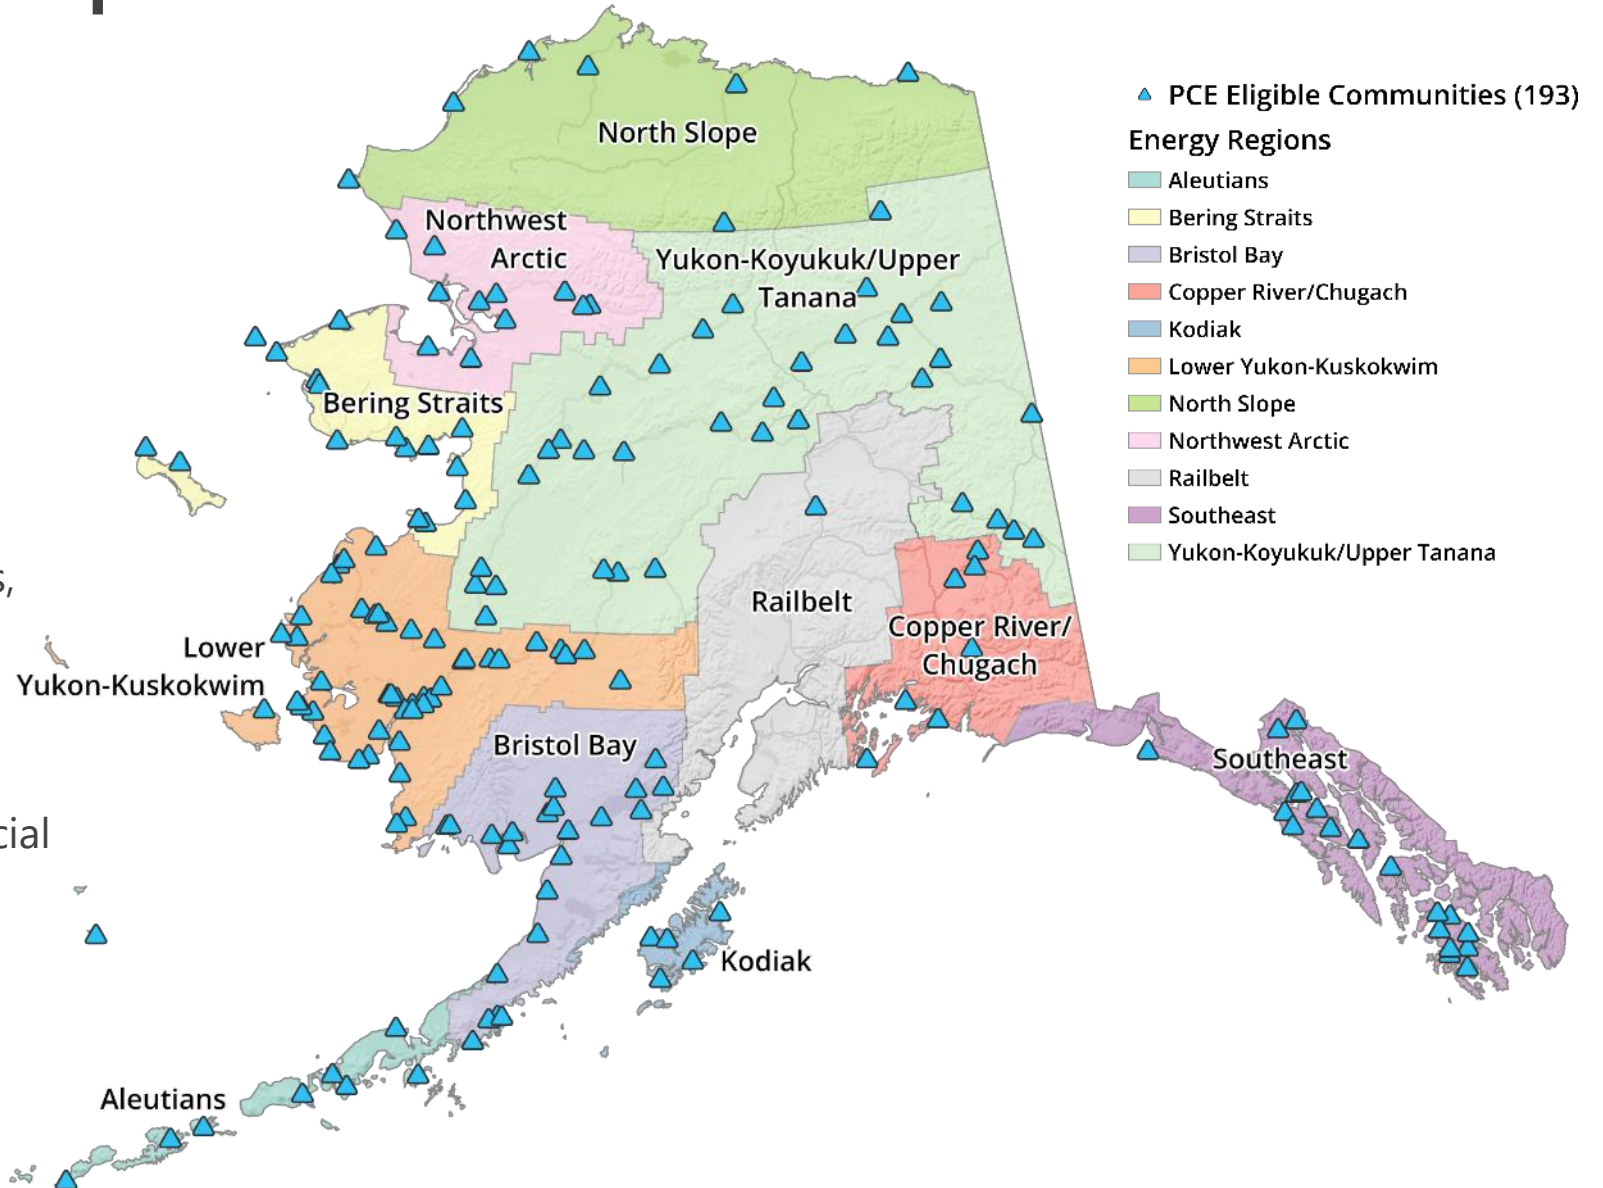 North Slope
Northwest
Arctic
Yukon-Koyukuk/Upper
Tanana
Bering Straits
Railbelt
Copper River/
Chugach
Lower
Yukon-Kuskokwim
Bristol Bay
Southeast
Kodiak
Aleutians
PCE Eligible Communities (193)
Energy Regions
Aleutians
Bering Straits
Bristol Bay
Copper River/Chugach
Kodiak
Lower Yukon-Kuskokwim
North Slope
Northwest Arctic
Railbelt
Southeast
Yukon-Koyukuk/Upper Tanana
s,
cial